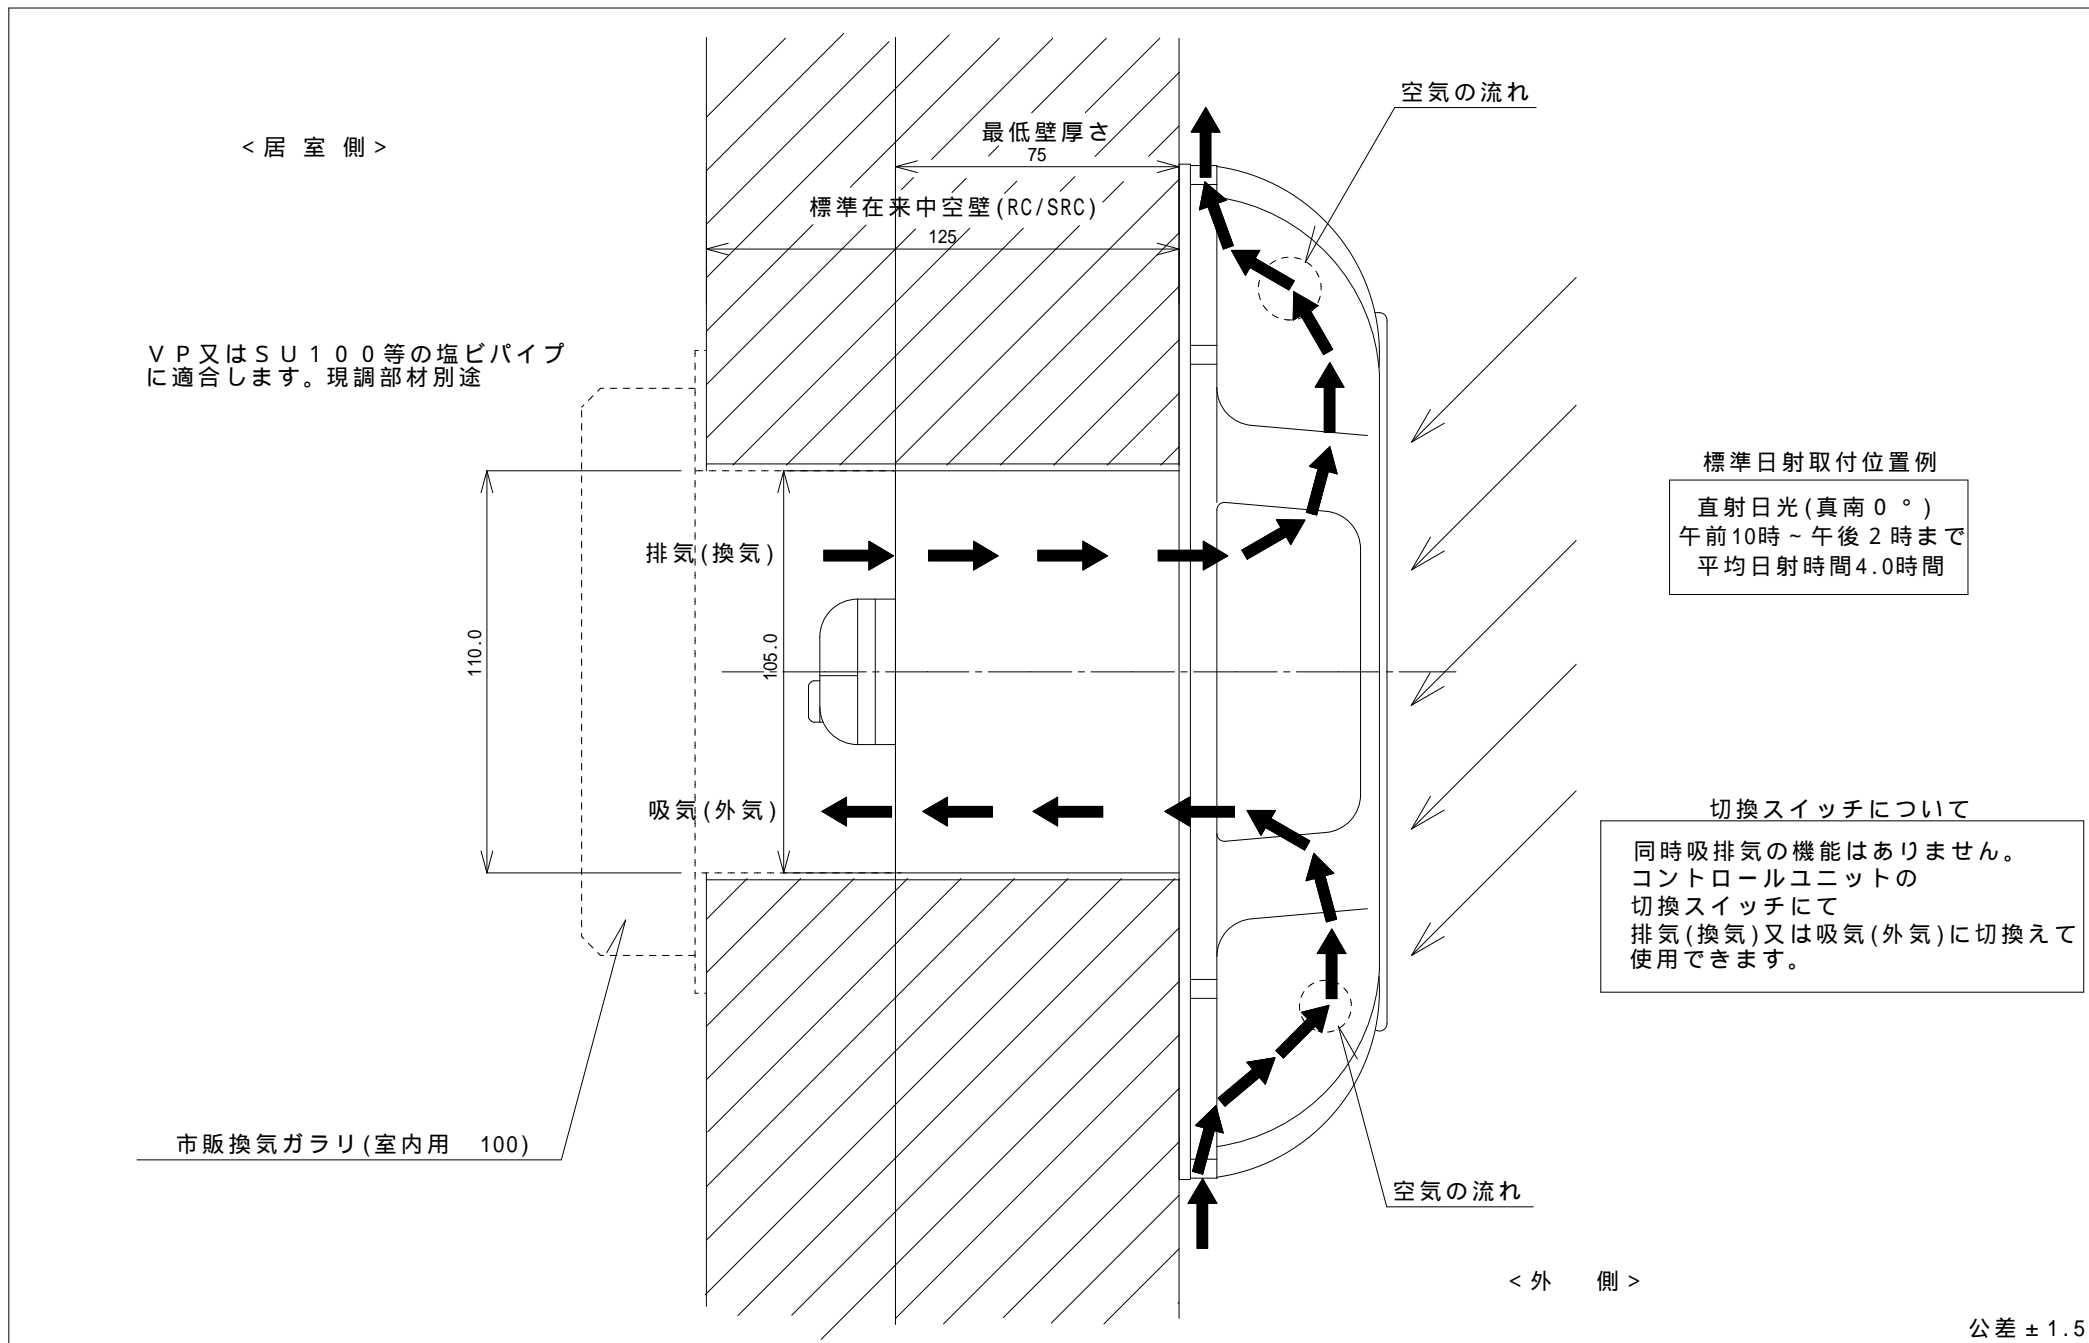 空気の流れ
<居 室 側>
最低壁厚さ
75
標準在来中空壁(RC/SRC)
125
ＶＰ又はＳＵ１００等の塩ビパイプ
に適合します。現調部材別途
標準日射取付位置例
直射日光(真南０°)
午前10時~午後２時まで
平均日射時間4.0時間
排気(換気)
110.0
105.0
吸気(外気)
切換スイッチについて
同時吸排気の機能はありません。
コントロールユニットの
切換スイッチにて
排気(換気)又は吸気(外気)に切換えて
使用できます。
市販換気ガラリ(室内用　100)
空気の流れ
<外　側>
公差±1.5